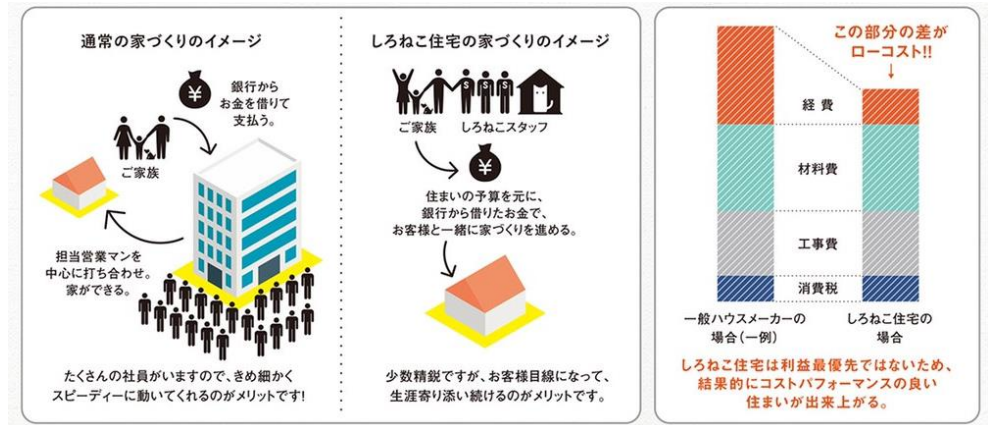 通常の家づくりのイメージ
銀行から
お金を借りて
支払う。
¥
ご家族
担当営業マンを
中心に打ち合わせ。
家ができる。
たくさんの社員がいますので、きめ細かく
スピーディーに動いてくれるのがメリットです!
しろねこ住宅の家づくりのイメージ
S S S
ご家族 しろねこスタッフ
¥
住まいの予算を元に、
銀行から借りたお金で、
お客様と一緒に家づくりを進める。
少数精鋭ですが、お客様目線になって、
生涯寄り添い続けるのがメリットです。
この部分の差が
ローコスト!!
経費
材料費
工事費
消費税
一般ハウスメーカーの
場合(一例)
しろねこ住宅の
場合
しろねこ住宅は利益最優先ではないため、
結果的にコストパフォーマンスの良い
住まいが出来上がる。